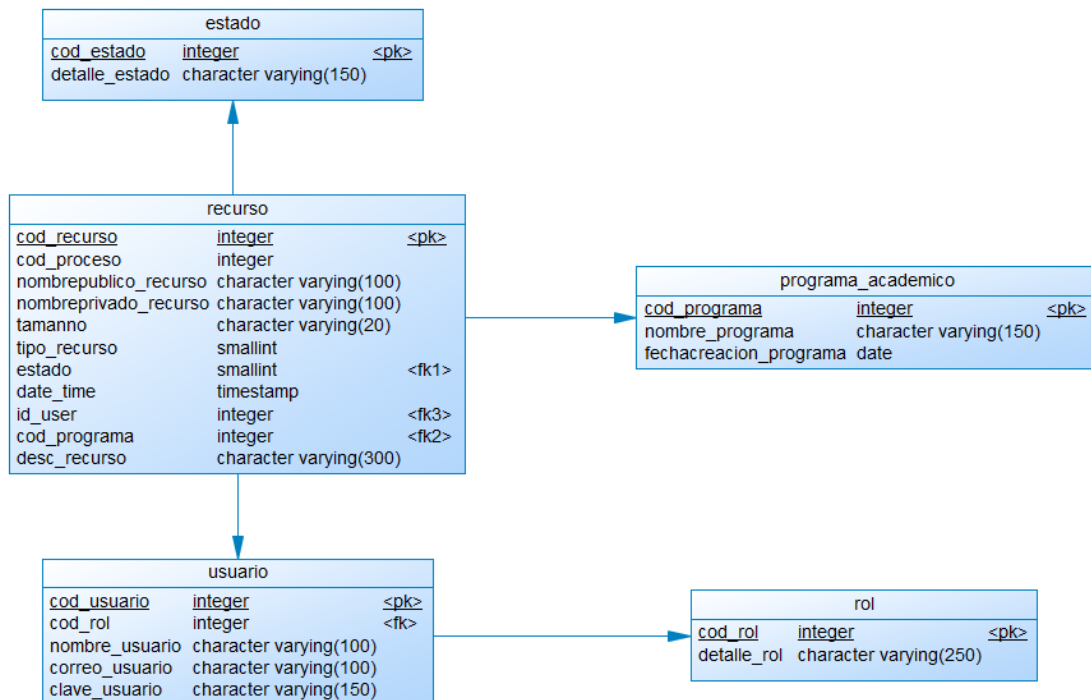 estado
cod_estado integer <pk>
detalle_estado character varying(150)
recurso
cod_recurso integer <pk>
cod_proceso integer
nombrepublico_recurso character varying(100)
nombreprivado_recurso character varying(100)
tamanno character varying(20)
tipo_recurso smallint
estado smallint <fk1>
date_time timestamp
id_user integer <fk3>
cod_programa integer <fk2>
desc_recurso character varying(300)
programa_academico
cod_programa integer <pk>
nombre_programa character varying(150)
fechacreacion_programa date
usuario
cod_usuario integer <pk>
cod_rol integer <fk>
nombre_usuario character varying(100)
correo_usuario character varying(100)
clave_usuario character varying(150)
rol
cod_rol integer <pk>
detalle_rol character varying(250)